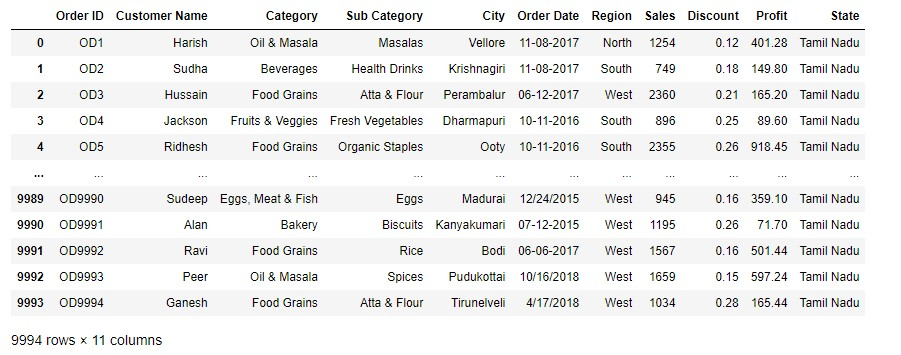 Order ID Customer Name Category Sub Category City Order Date Region Sales Discount Profit State
0 OD1 Harish Oil & Masala Masalas Vellore 11-08-2017 North 1254 0.12 401.28 Tamil Nadu
1 OD2 Sudha Beverages Health Drinks Krishnagiri 11-08-2017 South 749 0.18 149.80 Tamil Nadu
2 OD3 Hussain Food Grains Atta & Flour Perambalur 06-12-2017 West 2360 0.21 165.20 Tamil Nadu
3 OD4 Jackson Fruits & Veggies Fresh Vegetables Dharmapuri 10-11-2016 South 896 0.25 89.60 Tamil Nadu
4 OD5 Ridhesh Food Grains Organic Staples Ooty 10-11-2016 South 2355 0.26 918.45 Tamil Nadu
... ... ... ... ... ... ... ... ... ... ... ...
9989 OD9990 Sudeep Eggs, Meat & Fish Eggs Madurai 12/24/2015 West 945 0.16 359.10 Tamil Nadu
9990 OD9991 Alan Bakery Biscuits Kanyakumari 07-12-2015 West 1195 0.26 71.70 Tamil Nadu
9991 OD9992 Ravi Food Grains Rice Bodi 06-06-2017 West 1567 0.16 501.44 Tamil Nadu
9992 OD9993 Peer Oil & Masala Spices Pudukottai 10/16/2018 West 1659 0.15 597.24 Tamil Nadu
9993 OD9994 Ganesh Food Grains Atta & Flour Tirunelveli 4/17/2018 West 1034 0.28 165.44 Tamil Nadu
9994 rows × 11 columns